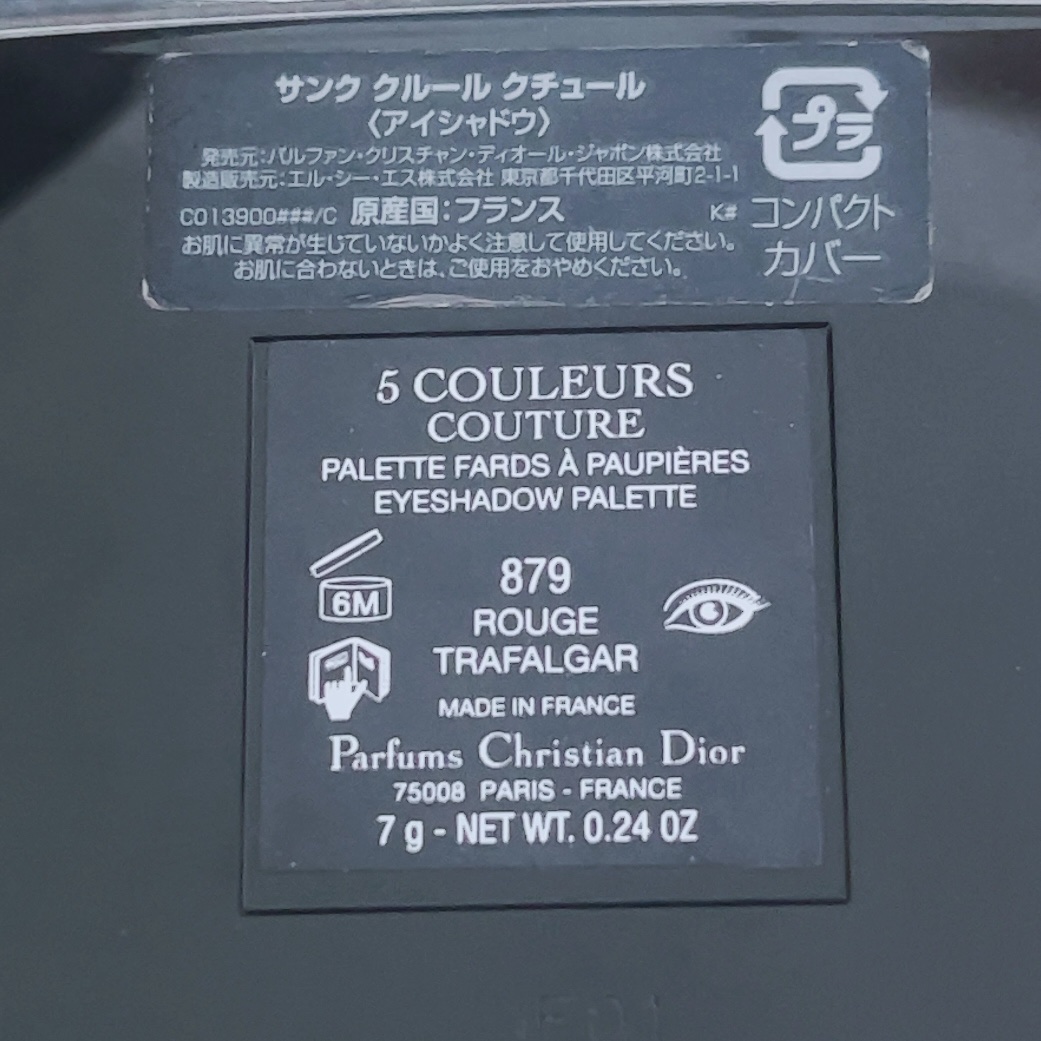 サンク クルール クチュール
〈アイシャドウ〉
発売元:パルファン・クリスチャン・ディオール・ジャポン株式会社
製造販売元:エル・シー・エス株式会社 東京都千代田区平河町2-1-1
C013900###/C 原産国:フランス K#
お肌に異常が生じていないかよく注意して使用してください。
お肌に合わないときは、ご使用をおやめください。
プラ
コンパクト
カバー
5 COULEURS
COUTURE
PALETTE FARDS À PAUPIÈRES
EYESHADOW PALETTE
6M
879
ROUGE
TRAFALGAR
MADE IN FRANCE
Parfums Christian Dior
75008 PARIS - FRANCE
7 g - NET WT. 0.24 OZ